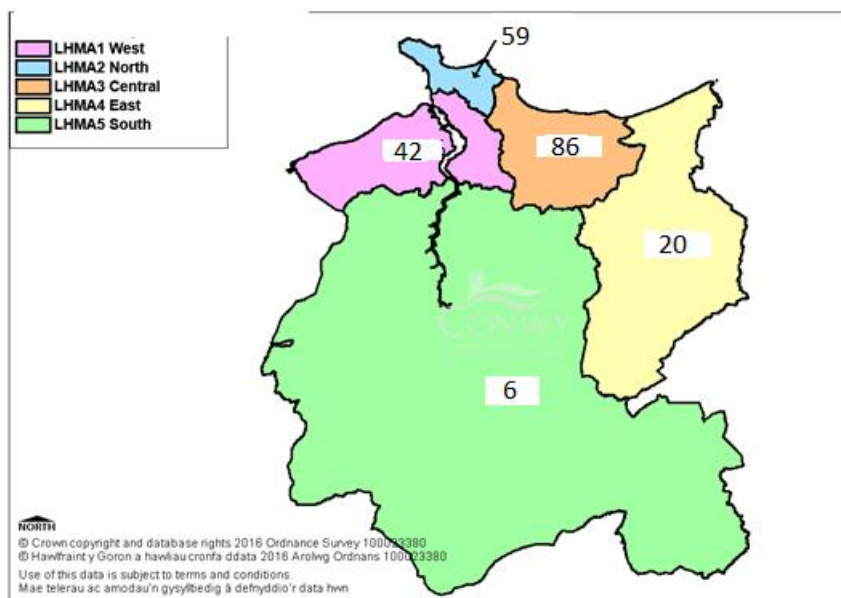 LHMA1 West
LHMA2 North
LHMA3 Central
LHMA4 East
LHMA5 South
59
42
86
20
CONWY
6
NORTH
© Crown copyright and database rights 2016 Ordnance Survey 100023380
© Hawlfraint y Goron a hawliau cronfa ddata 2016 Arolwg Ordnans 100023380
Use of this data is subject to terms and conditions.
Mae telerau ac amodau'n gysylltiedig â defnyddio'r data hwn